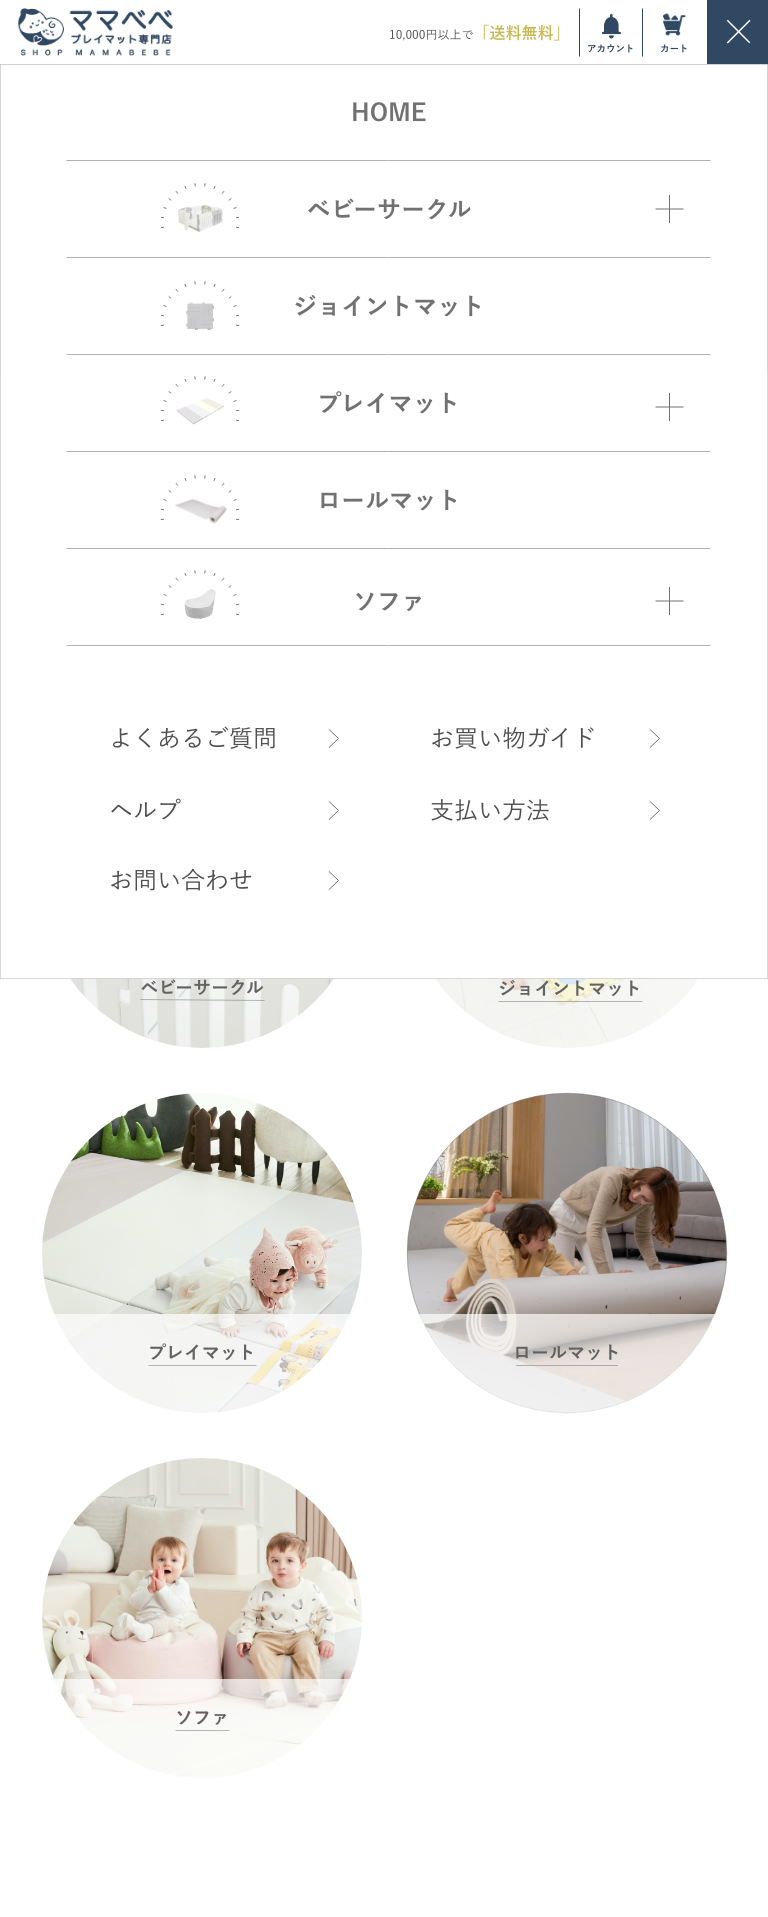 ママベベ
プレイマット専門店
SHOP MAMABEBE
10,000円以上で「送料無料」
アカウント
カート
HOME
ベビーサークル
ジョイントマット
プレイマット
ロールマット
ソファ
よくあるご質問
お買い物ガイド
ヘルプ
支払い方法
お問い合わせ
ベビーサークル
ジョイントマット
プレイマット
ロールマット
ソファ